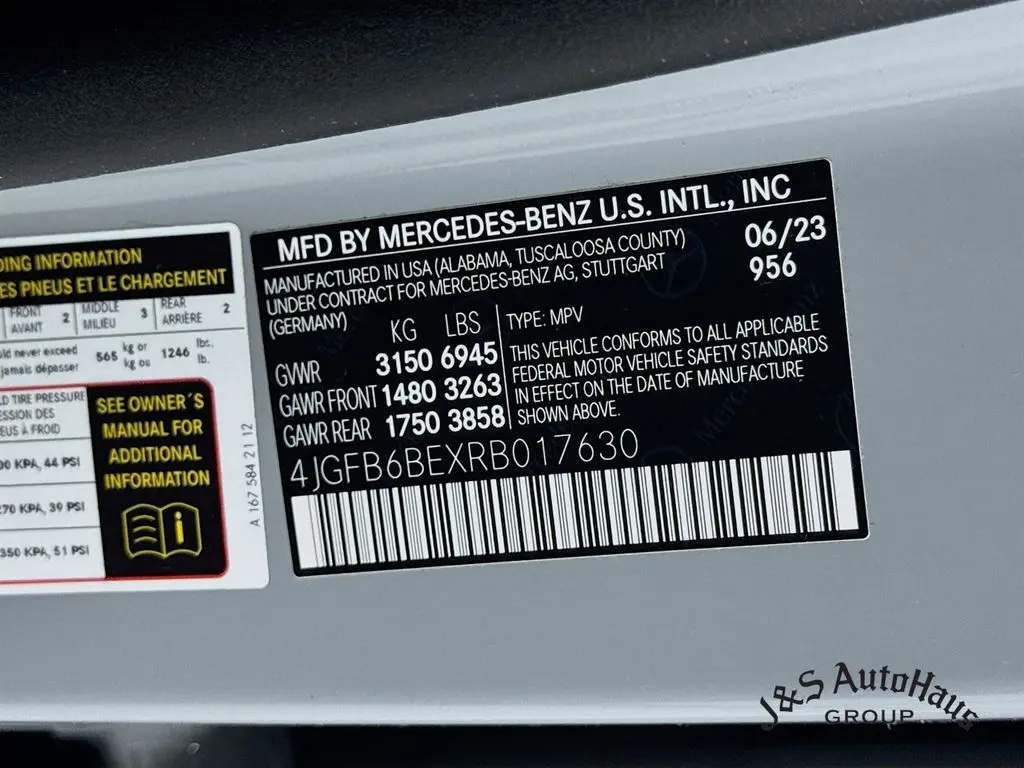 DING INFORMATION
ES PNEUS ET LE CHARGEMENT
FRONT AVANT 2 MIDDLE MILIEU 3 REAR ARRIÈRE 2
never exceed 565 kg or 1246 lbs.
jamais dépasser kg ou lb.
TIRE PRESSURE
DES
À FROID
00 KPA, 44 PSI
270 KPA, 39 PSI
350 KPA, 51 PSI
SEE OWNER'S
MANUAL FOR
ADDITIONAL
INFORMATION
A 167 584 21 12
MFD BY MERCEDES-BENZ U.S. INTL., INC
MANUFACTURED IN USA (ALABAMA, TUSCALOOSA COUNTY)
UNDER CONTRACT FOR MERCEDES-BENZ AG, STUTTGART
(GERMANY)
06/23
956
KG LBS
GVWR 3150 6945
GAWR FRONT 1480 3263
GAWR REAR 1750 3858
TYPE: MPV
THIS VEHICLE CONFORMS TO ALL APPLICABLE
FEDERAL MOTOR VEHICLE SAFETY STANDARDS
IN EFFECT ON THE DATE OF MANUFACTURE
SHOWN ABOVE.
4JGFB6BEXRB017630
J&S AutoHaus
GROUP